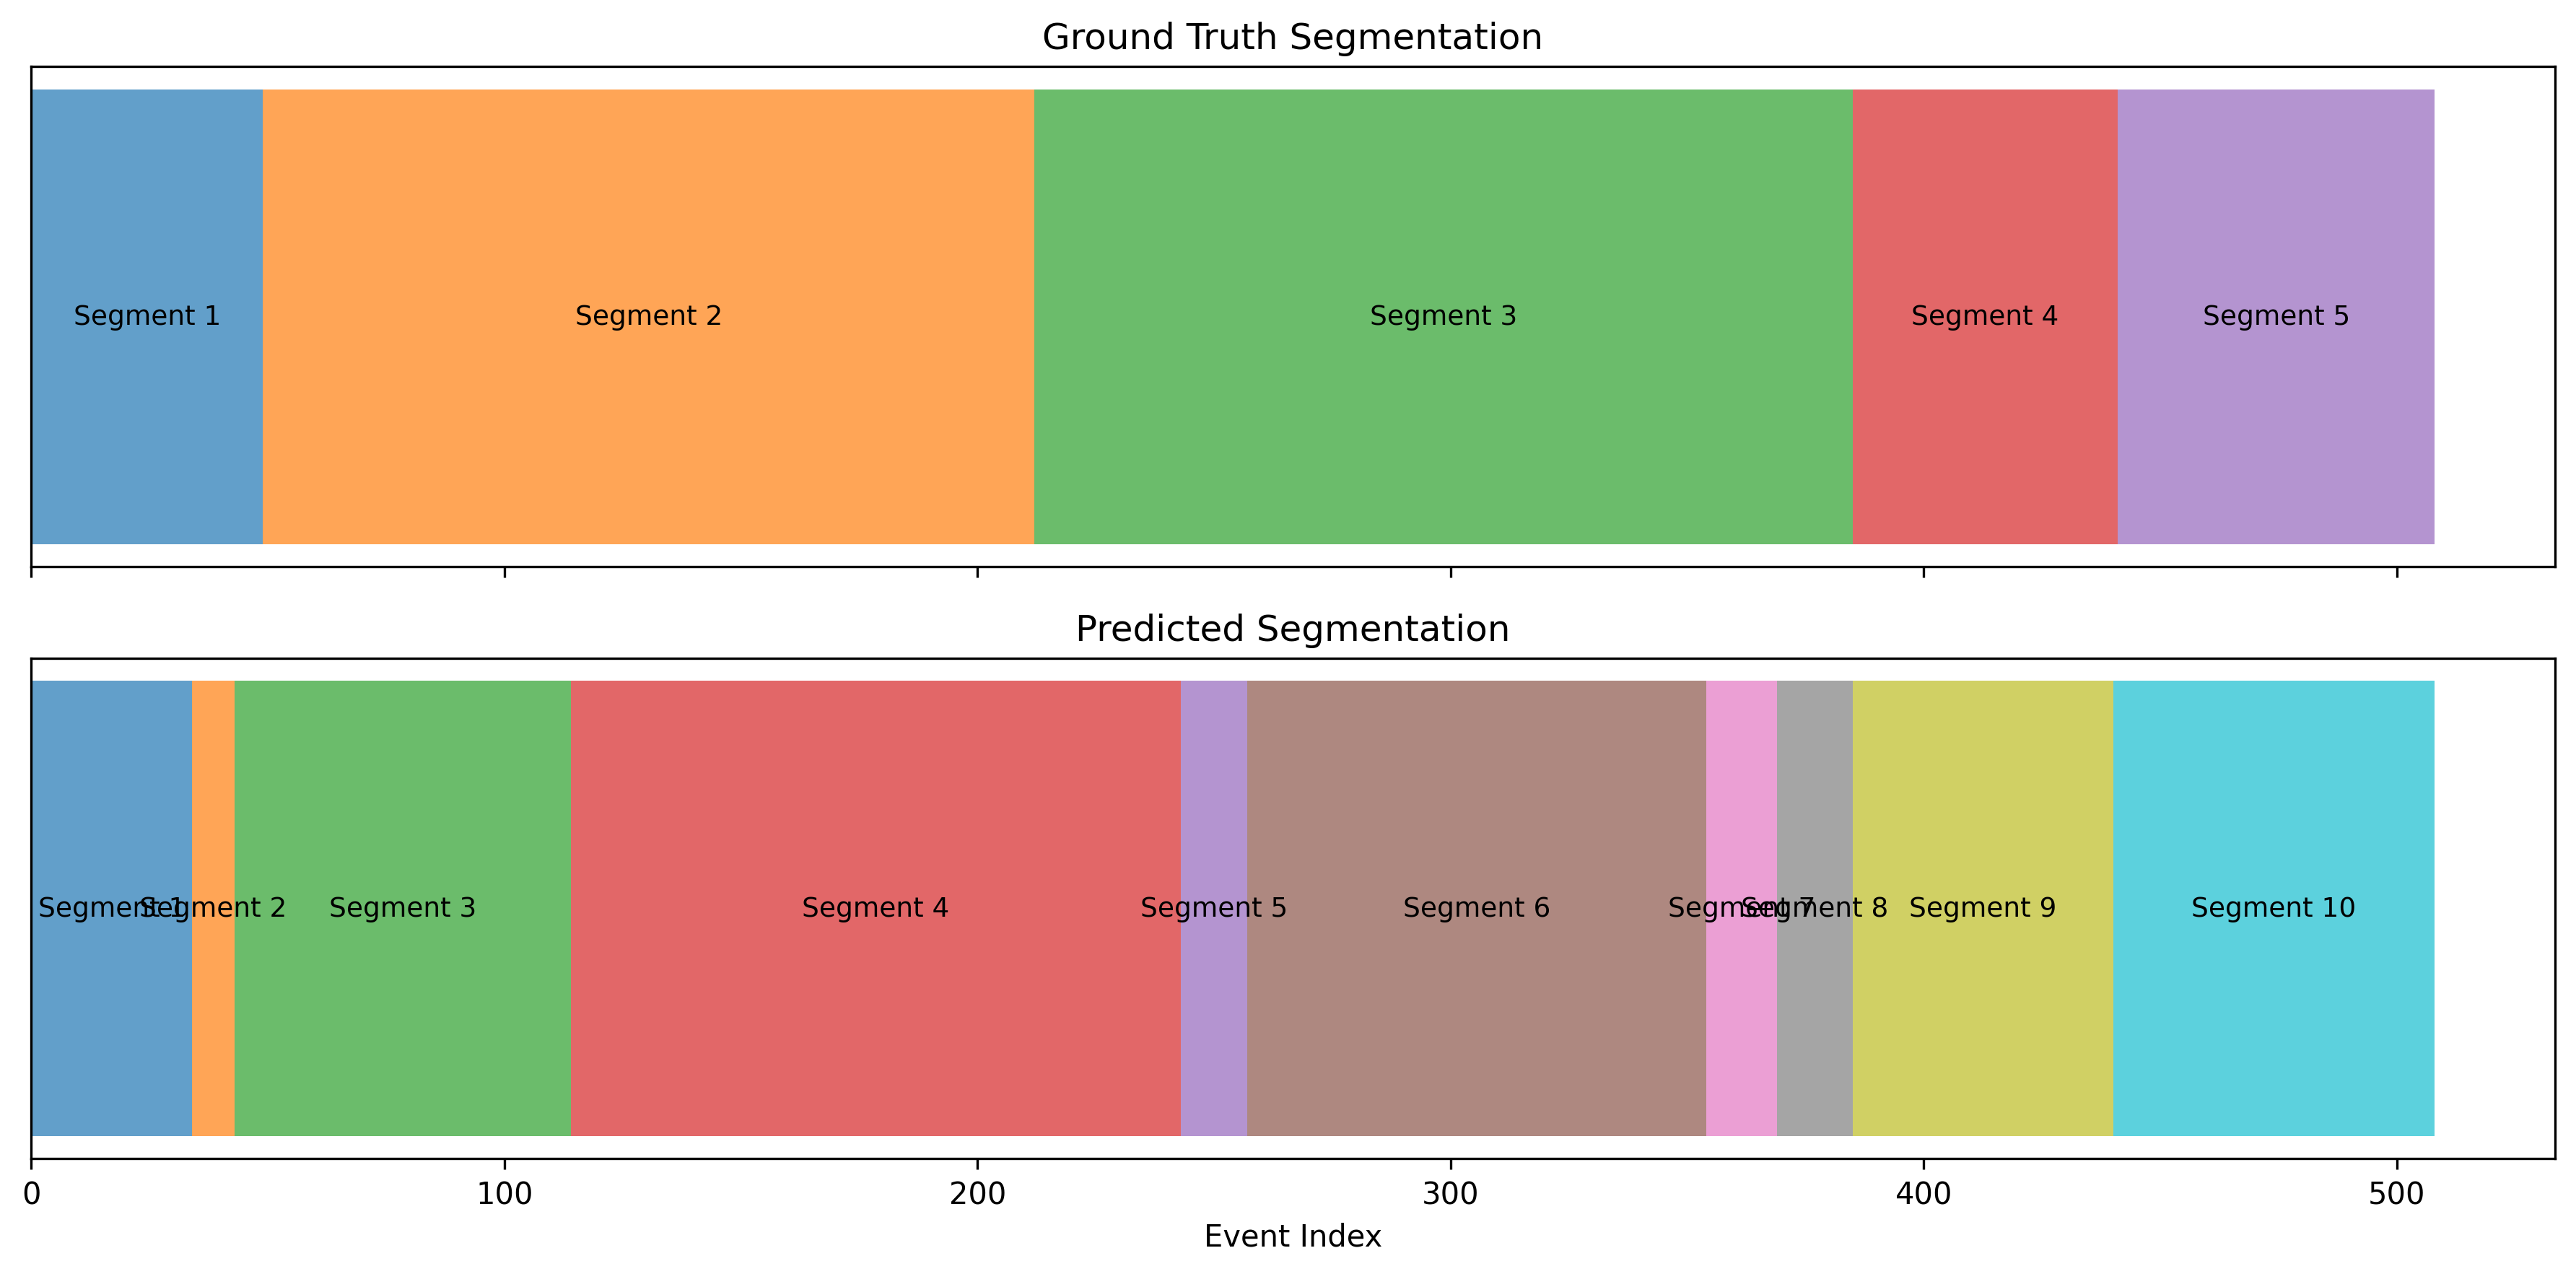 Ground Truth Segmentation
Segment 1 Segment 2 Segment 3 Segment 4 Segment 5
Predicted Segmentation
Segment 1 Segment 2 Segment 3 Segment 4 Segment 5 Segment 6 Segment 7 Segment 8 Segment 9 Segment 10
0 100 200 300 400 500
Event Index